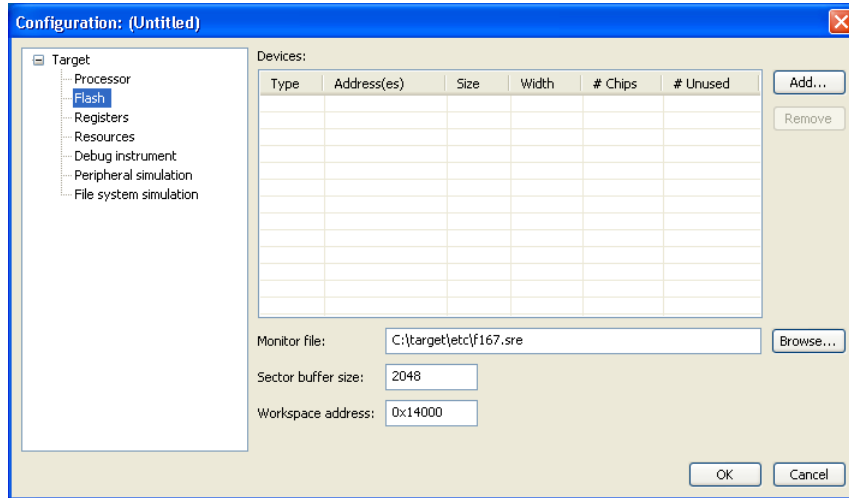 Configuration: (Untitled)
Target
Processor
Flash
Registers
Resources
Debug instrument
Peripheral simulation
File system simulation
Devices:
Type Address(es) Size Width # Chips # Unused
Add...
Remove
Monitor file: C:\target\etc\f167.sre Browse...
Sector buffer size: 2048
Workspace address: 0x14000
OK Cancel